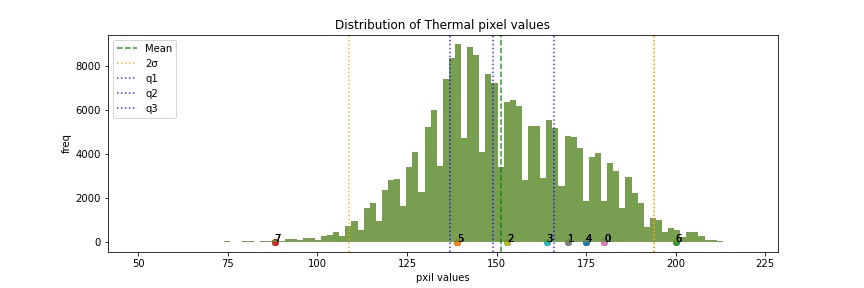 Distribution of Thermal pixel values
Mean
2σ
q1
q2
q3
freq
8000
6000
4000
2000
0
7 5 2 3 1 4 0 6
50 75 100 125 150 175 200 225
pxil values